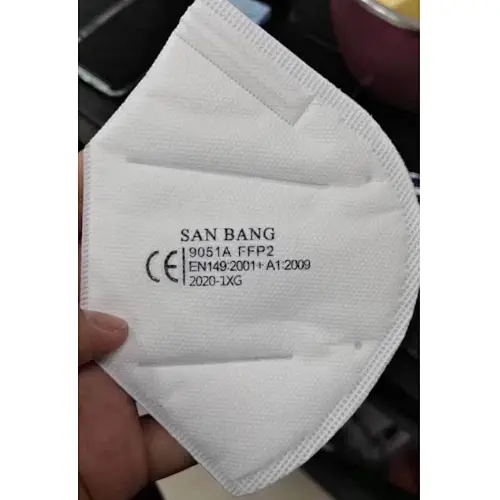 SAN BANG
CE
9051A FFP2
EN149:2001+ A1:2009
2020-1XG